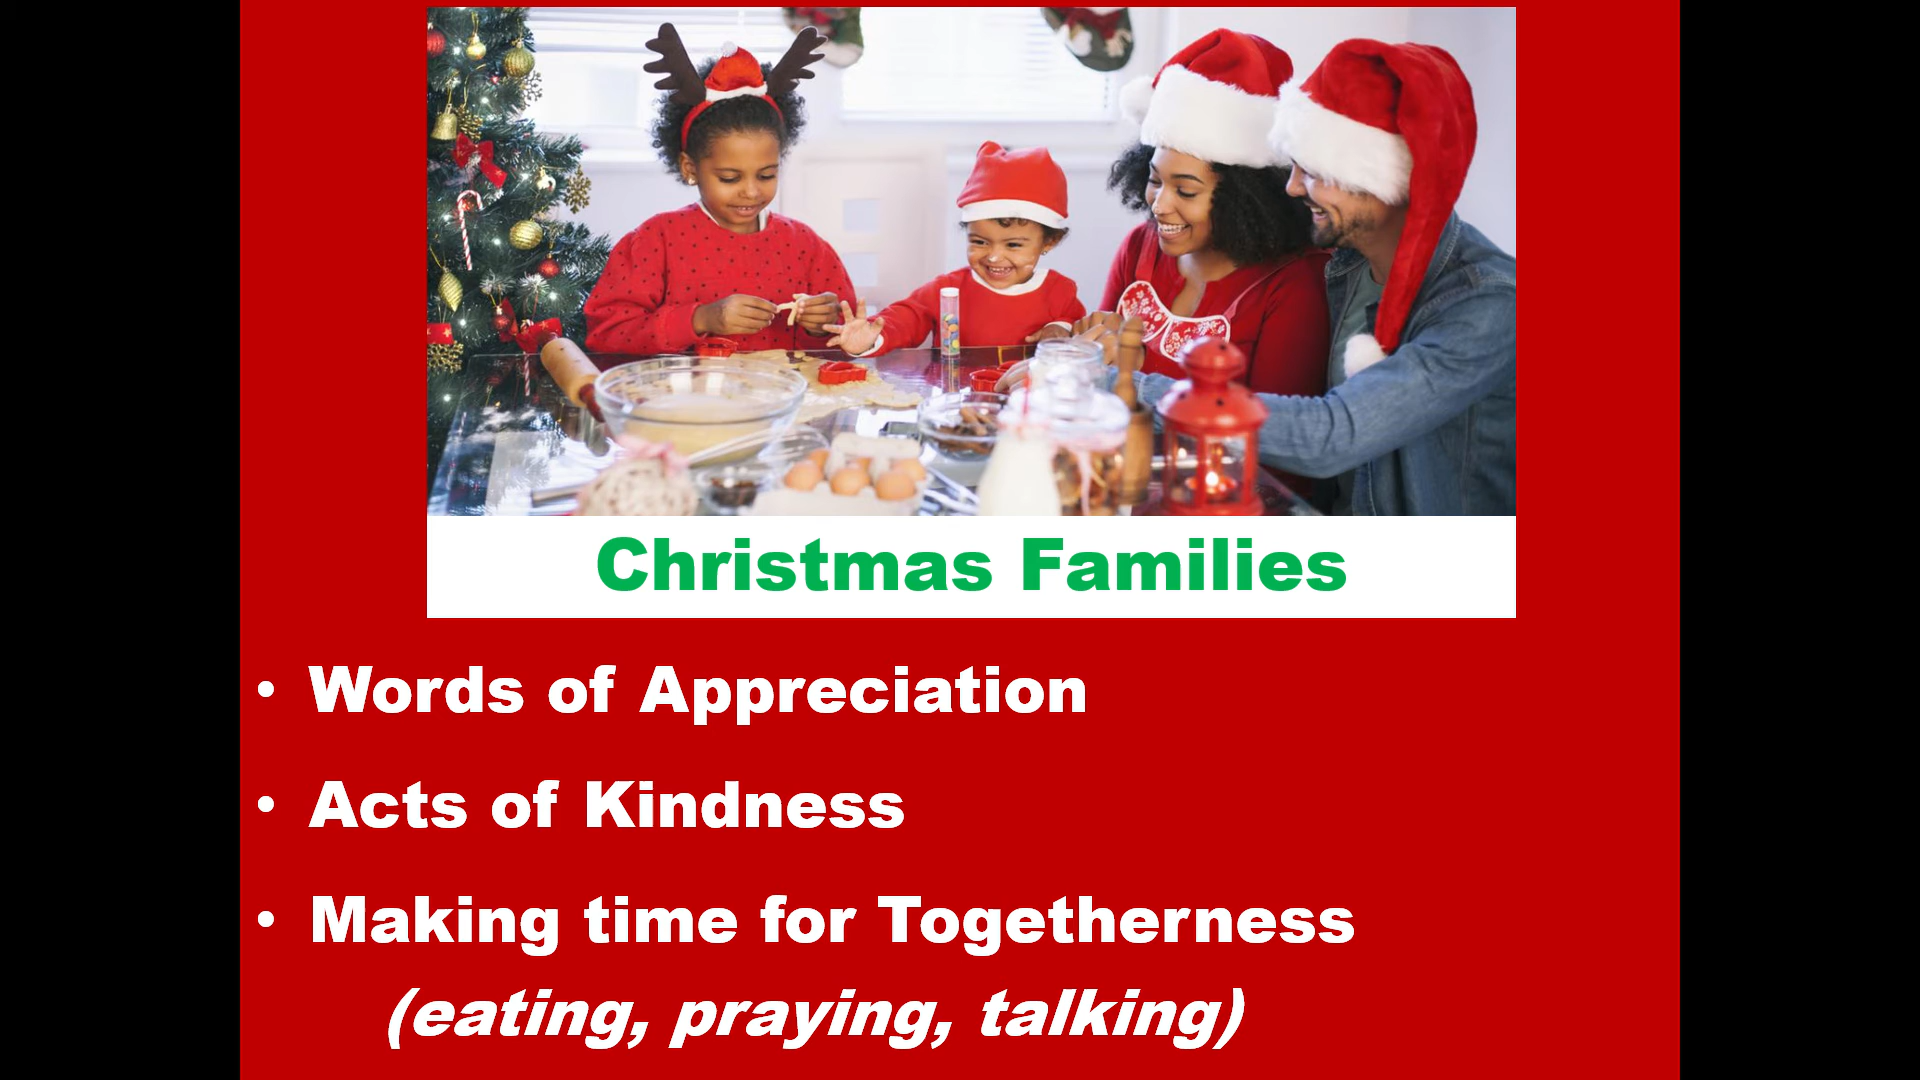 Christmas Families
• Words of Appreciation
• Acts of Kindness
• Making time for Togetherness
(eating, praying, talking)